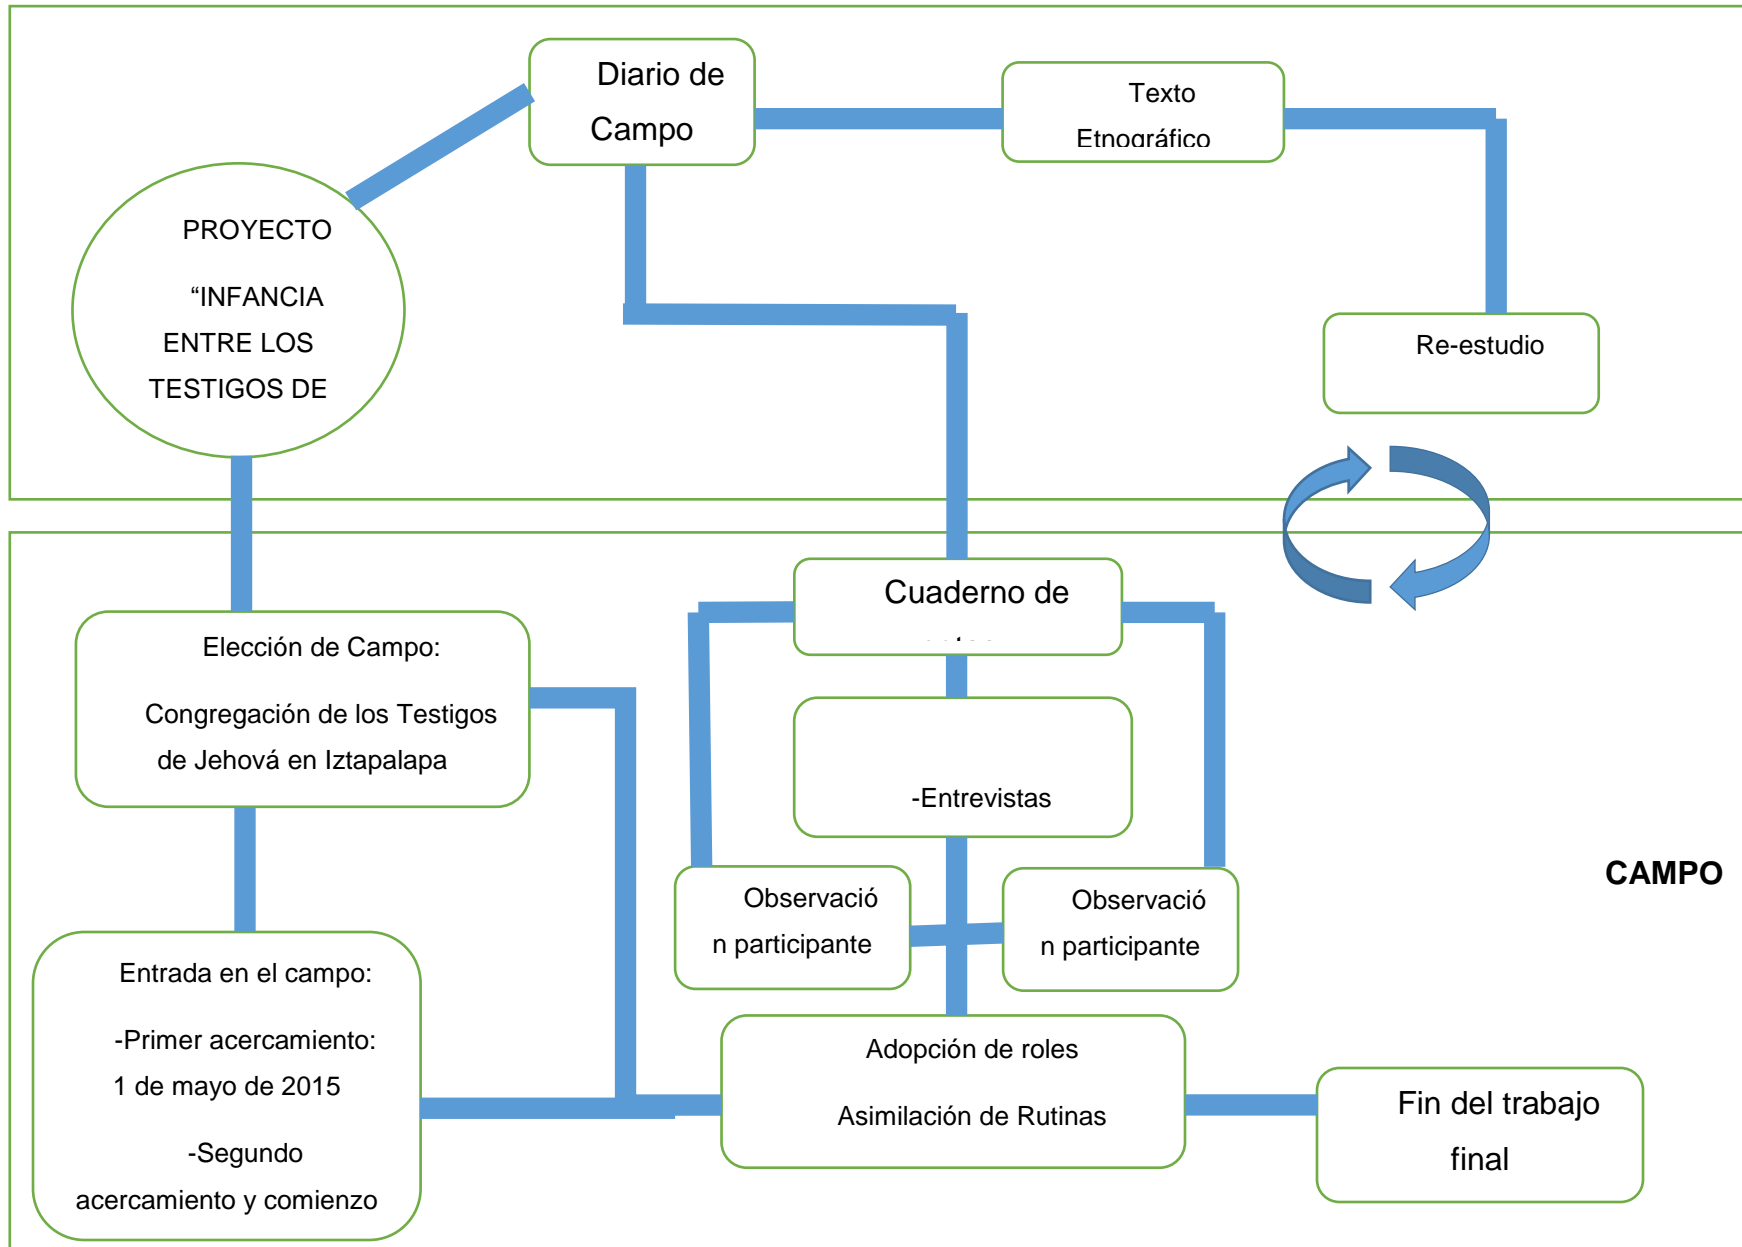 Diario de
Campo
Texto
Etnográfico
PROYECTO
“INFANCIA
ENTRE LOS
TESTIGOS DE
Re-estudio
Cuaderno de
Elección de Campo:
Congregación de los Testigos
de Jehová en Iztapalapa
-Entrevistas
CAMPO
Observació
n participante
Observació
n participante
Entrada en el campo:
-Primer acercamiento:
1 de mayo de 2015
-Segundo
acercamiento y comienzo
Adopción de roles
Asimilación de Rutinas
Fin del trabajo
final